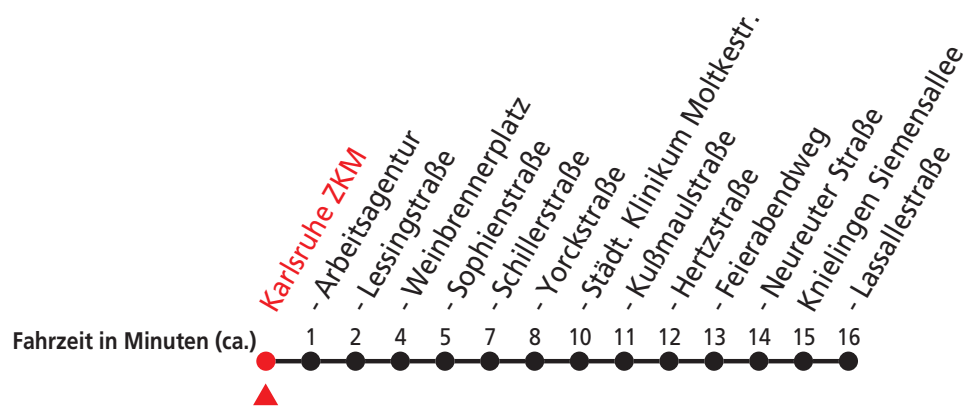 Karlsruhe ZKM
- Arbeitsagentur
- Lessingstraße
- Weinbrennerplatz
- Sophienstraße
- Schillerstraße
- Yorckstraße
- Städt. Klinikum Moltkestr.
- Kußmaulstraße
- Hertzstraße
- Feierabendweg
- Neureuter Straße
Knielingen Siemensallee
- Lassallestraße
Fahrzeit in Minuten (ca.) 1 2 4 5 7 8 10 11 12 13 14 15 16